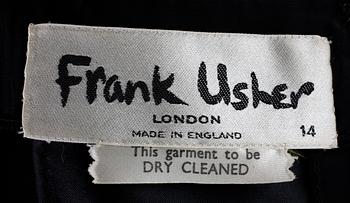 Frank Usher
LONDON
MADE IN ENGLAND 14
This garment to be
DRY CLEANED